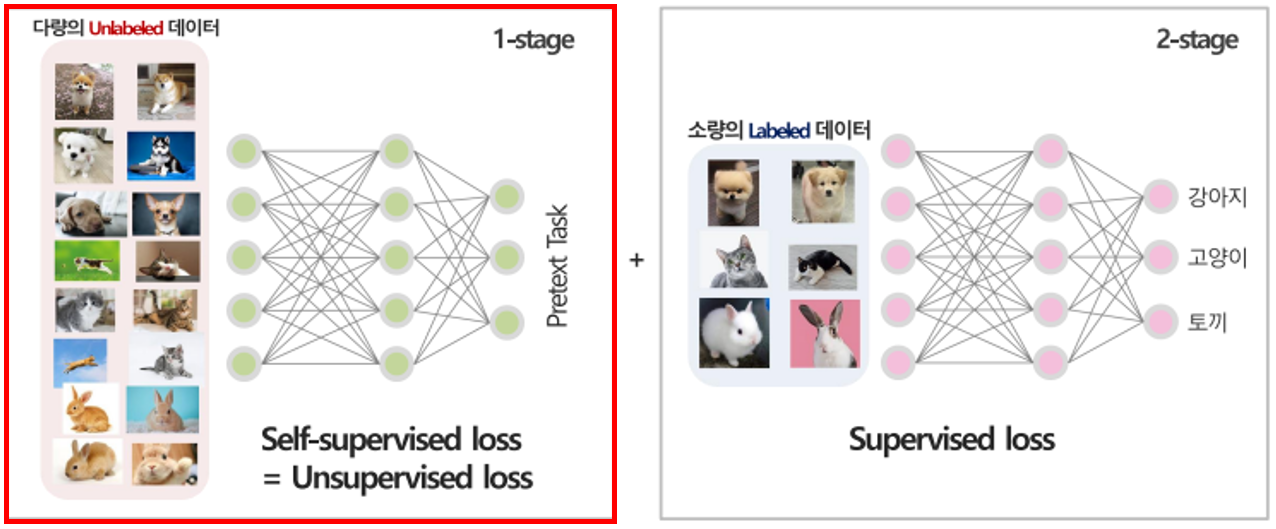 다량의 Unlabeled 데이터
1-stage
Pretext Task
Self-supervised loss
= Unsupervised loss
+
2-stage
소량의 Labeled 데이터
강아지
고양이
토끼
Supervised loss